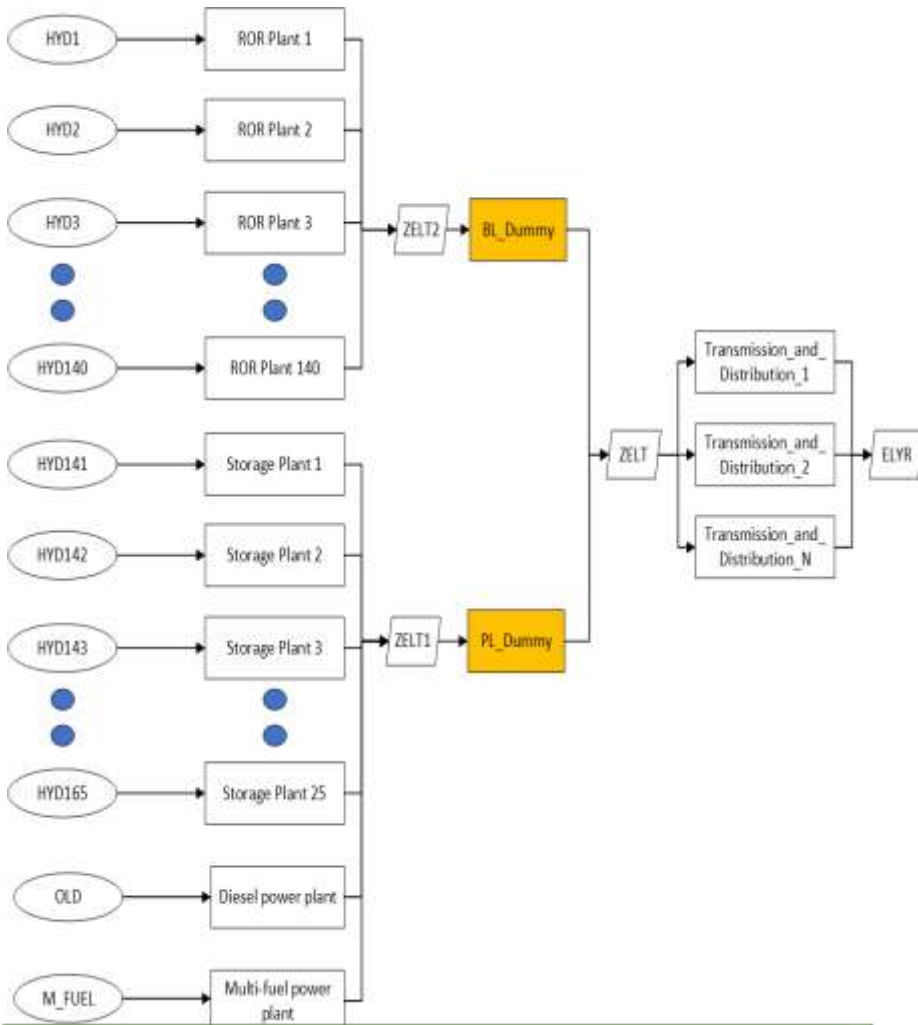 HYD1
ROR Plant 1
HYD2
ROR Plant 2
HYD3
ROR Plant 3
ZELT2
BL_Dummy
HYD140
ROR Plant 140
Transmission_and_
Distribution_1
HYD141
Storage Plant 1
ZELT
Transmission_and_
Distribution_2
ELYR
HYD142
Storage Plant 2
Transmission_and_
Distribution_N
HYD143
Storage Plant 3
ZELT1
PL_Dummy
HYD165
Storage Plant 25
OLD
Diesel power plant
M_FUEL
Multi-fuel power
plant